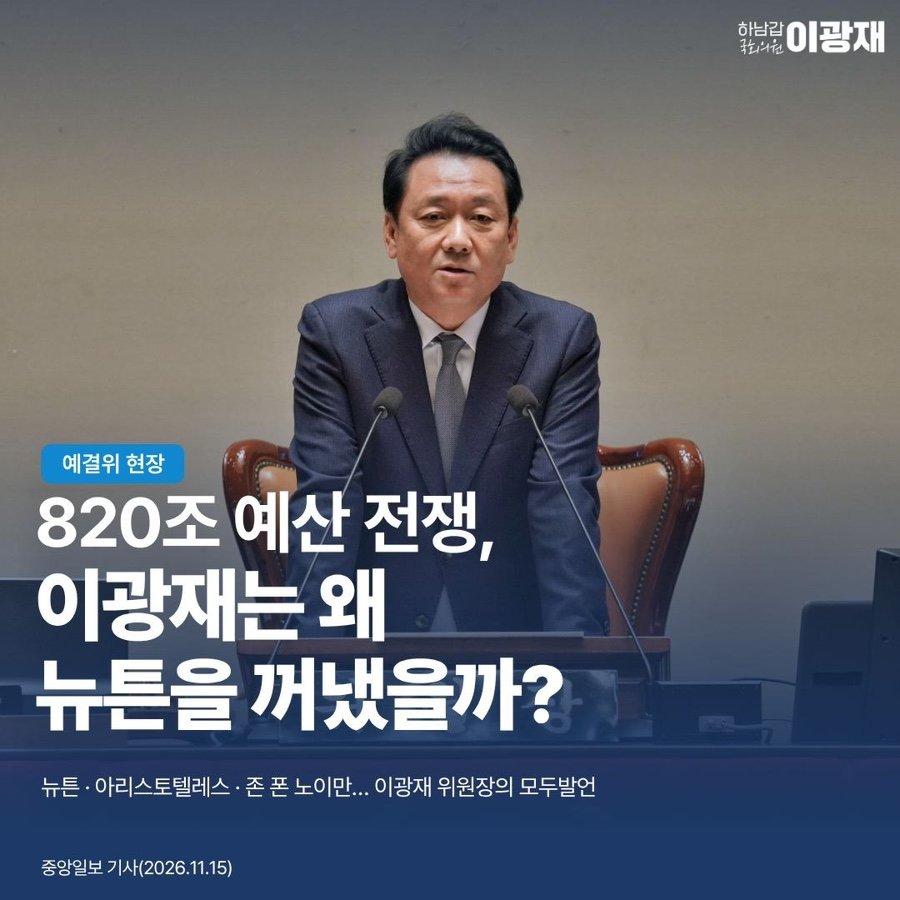 하남갑
국회의원 이광재
예결위 현장
820조 예산 전쟁,
이광재는 왜
뉴튼을 꺼냈을까?
뉴튼 · 아리스토텔레스 · 존 폰 노이만... 이광재 위원장의 모두발언
중앙일보 기사(2026.11.15)